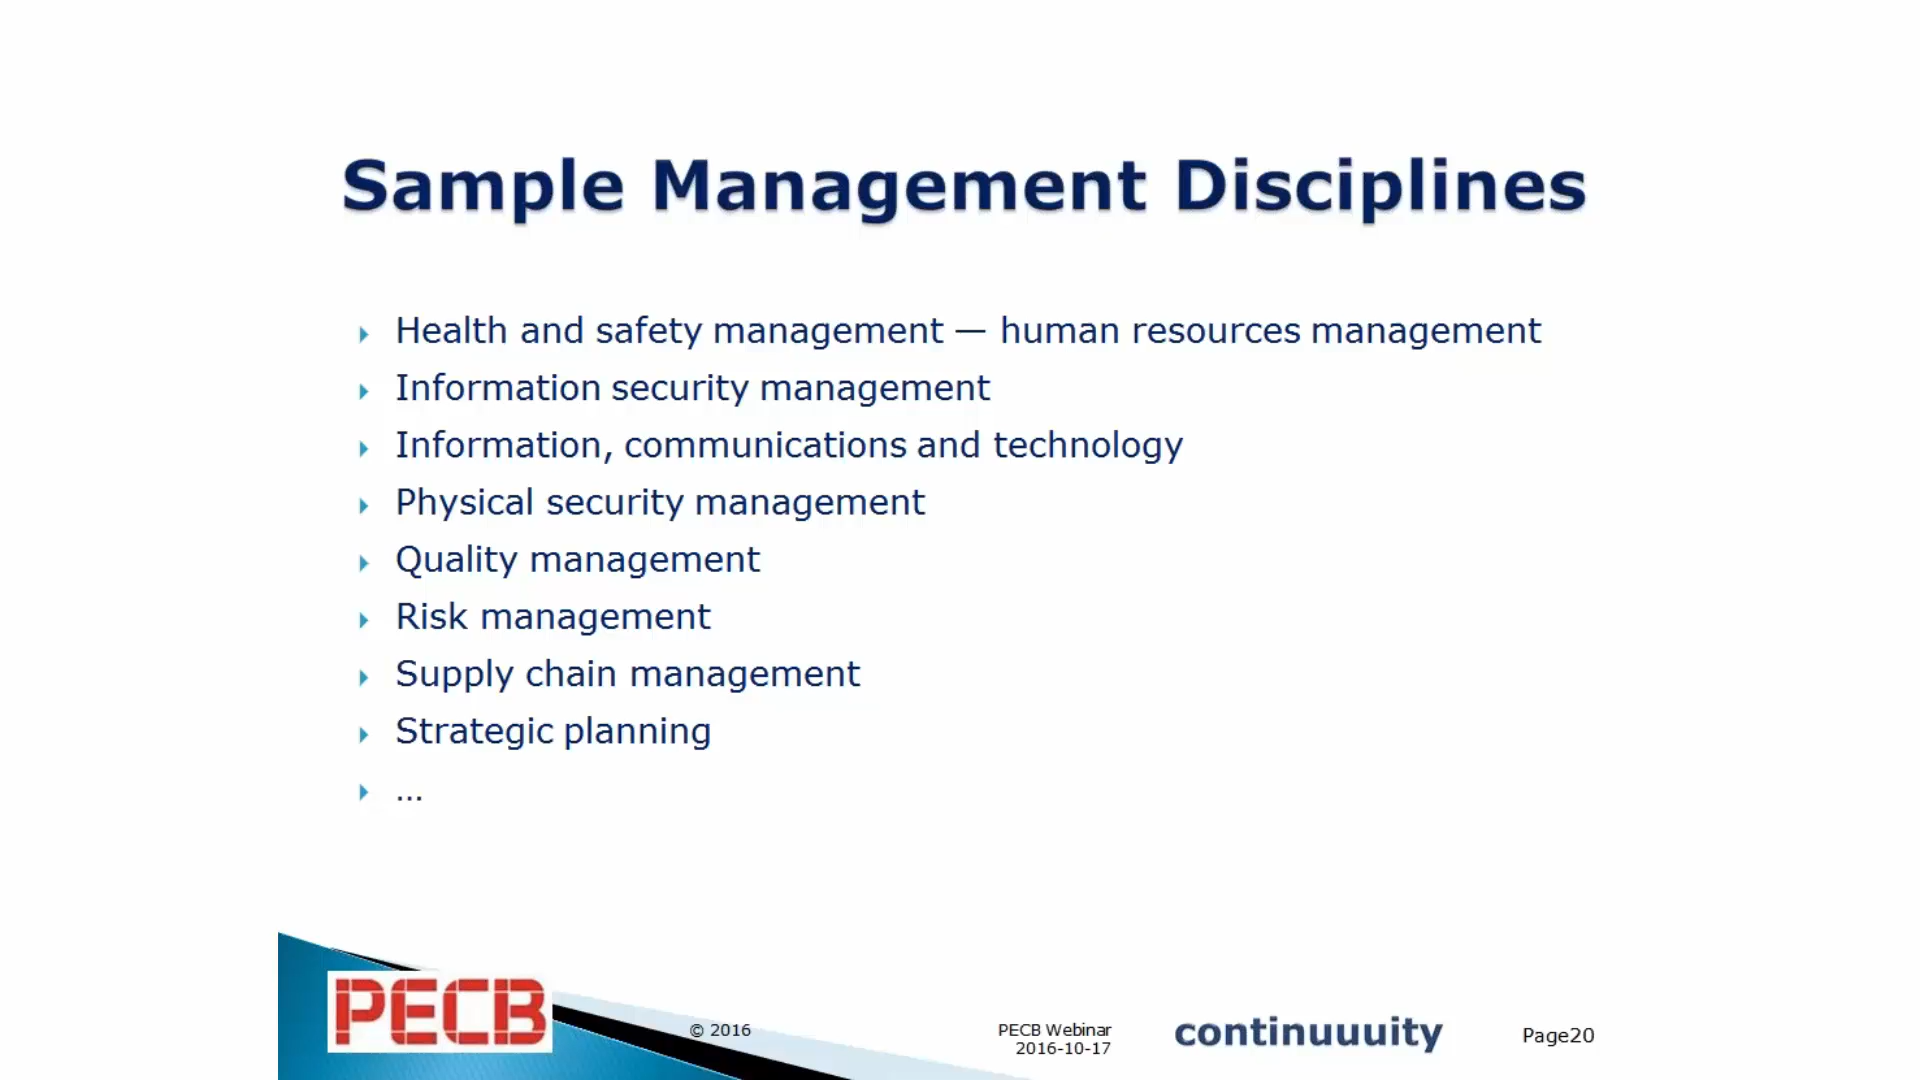 Sample Management Disciplines
Health and safety management — human resources management
Information security management
Information, communications and technology
Physical security management
Quality management
Risk management
Supply chain management
Strategic planning
...
PECB
© 2016
PECB Webinar
2016-10-17
continuuuity
Page20